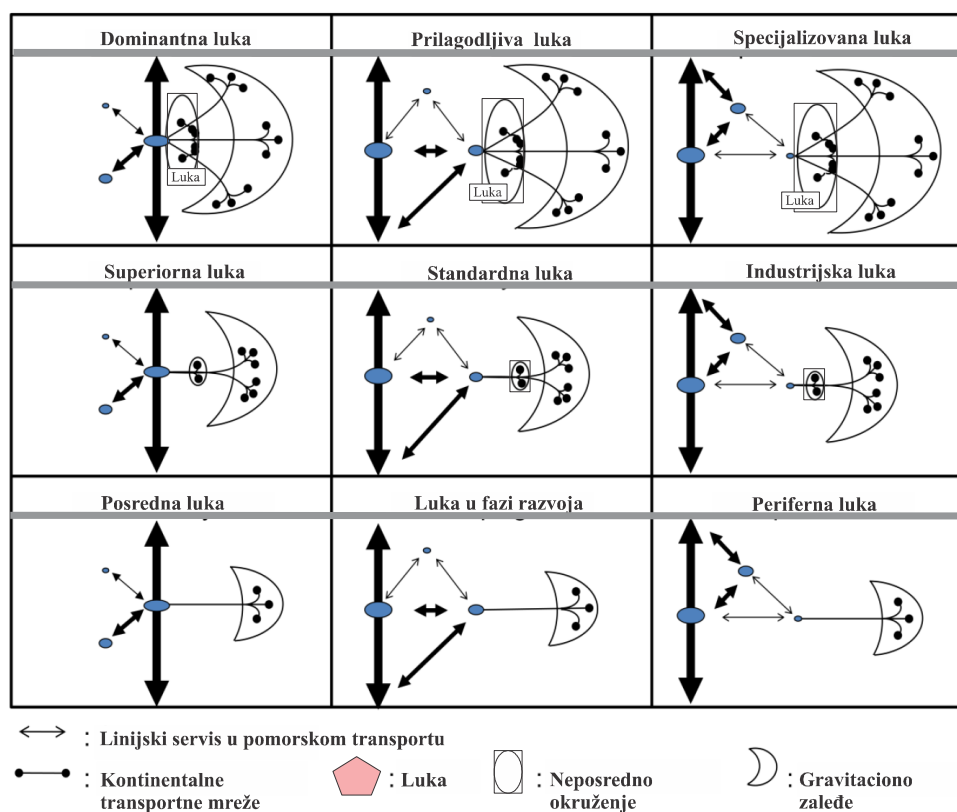 Dominantna luka
Prilagodljiva luka
Specijalizovana luka
Luka
Luka
Luka
Superiorna luka
Standardna luka
Industrijska luka
Posredna luka
Luka u fazi razvoja
Periferna luka
: Linijski servis u pomorskom transportu
: Kontinentalne
transportne mreže
: Luka
: Neposredno
okruženje
: Gravitaciono
zaleđe